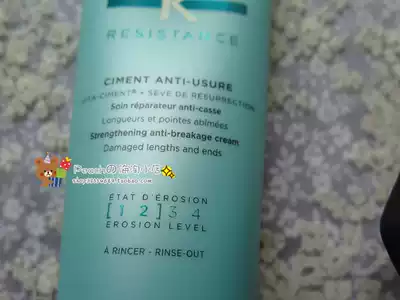 K
RESISTANCE
CIMENT ANTI-USURE
VITA-CIMENT® • SÈVE DE RÉSURRECTION
Soin réparateur anti-casse
Longueurs et pointes abîmées
Strengthening anti-breakage cream
Damaged lengths and ends
ÉTAT D'ÉROSION
[1 2] 3 4
EROSION LEVEL
À RINCER - RINSE-OUT